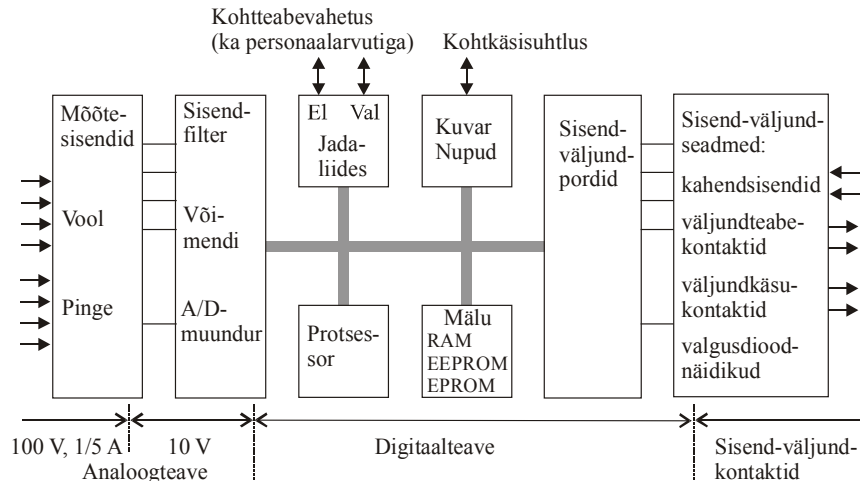 Kohtteabevahetus
(ka personaalarvutiga)
Kohtkäsisuhtlus
Mõõte-
sisendid
Vool
Pinge
Sisend-
filter
Või-
mendi
A/D-
muundur
El Val
Jada-
liides
Kuvar
Nupud
Protses-
sor
Mälu
RAM
EEPROM
EPROM
Sisend-
väljund-
pordid
Sisend-väljund-
seadmed:
kahendsisendid
väljundteabe-
kontaktid
väljundkäsu-
kontaktid
valgusdiood-
näidikud
100 V, 1/5 A
10 V
Analoogteave
Digitaalteave
Sisend-väljund-
kontaktid